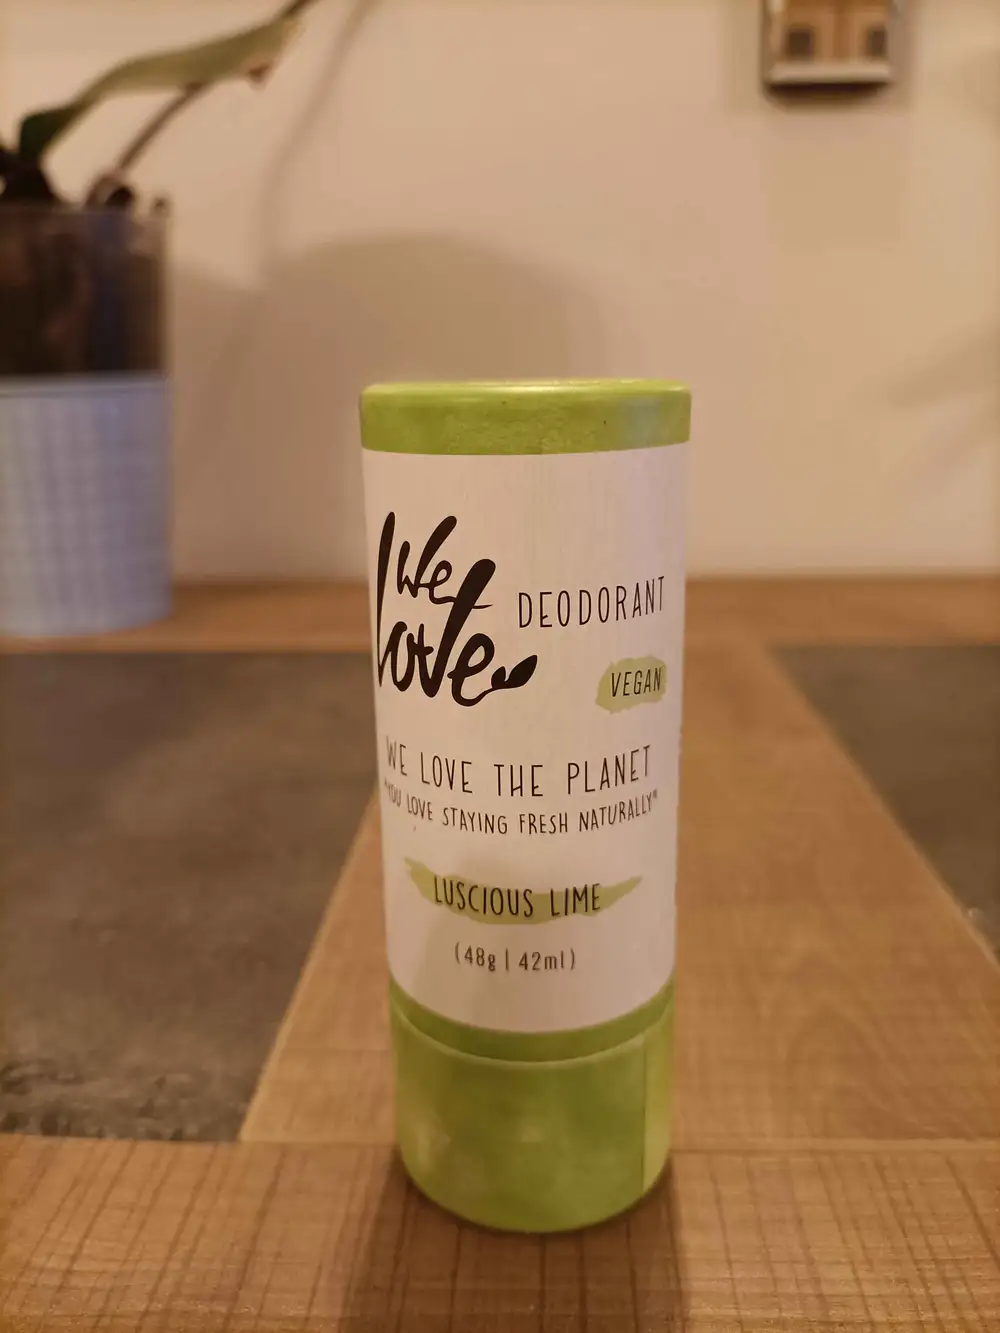 We
love
DEODORANT
VEGAN
WE LOVE THE PLANET
"YOU LOVE STAYING FRESH NATURALLY"
LUSCIOUS LIME
(48g | 42ml)